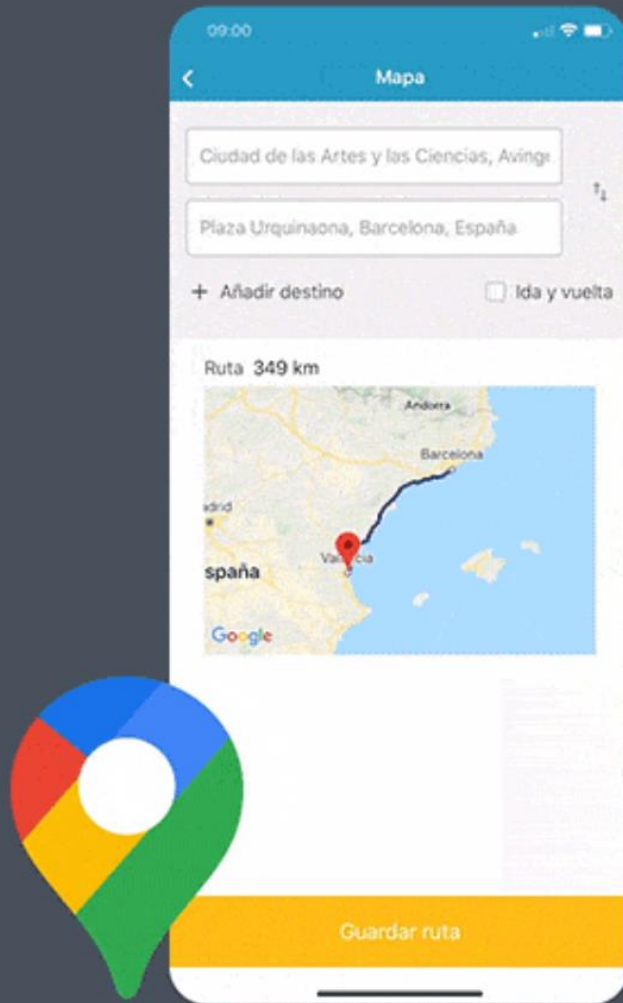 09:00
Mapa
Ciudad de las Artes y las Ciencias, Avinge
Plaza Urquinaona, Barcelona, España
+ Añadir destino
Ida y vuelta
Ruta 349 km
Andorra
Barcelona
adrid
Valencia
spaña
Google
Guardar ruta